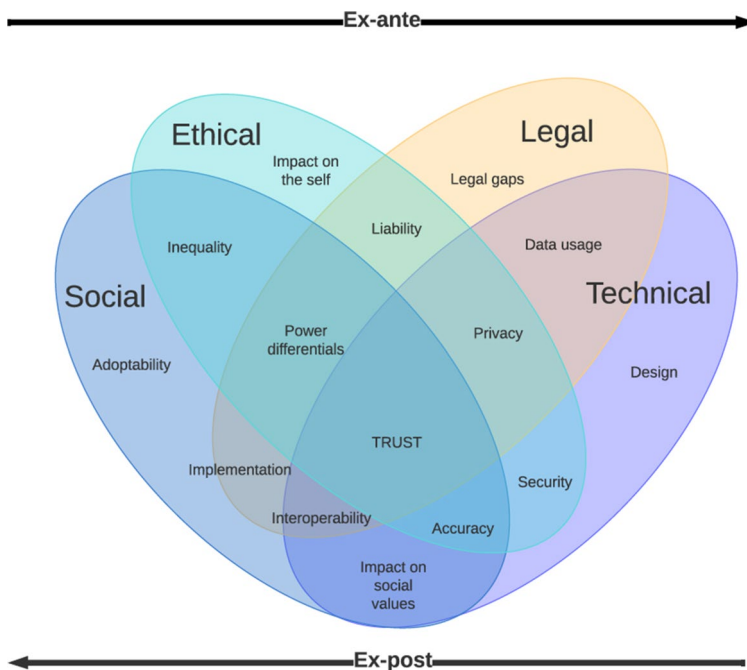 Ex-ante
Ethical
Legal
Impact on
the self
Legal gaps
Liability
Inequality
Data usage
Social
Technical
Power
differentials
Privacy
Adoptability
Design
TRUST
Implementation
Security
Interoperability
Accuracy
Impact on
social
values
Ex-post